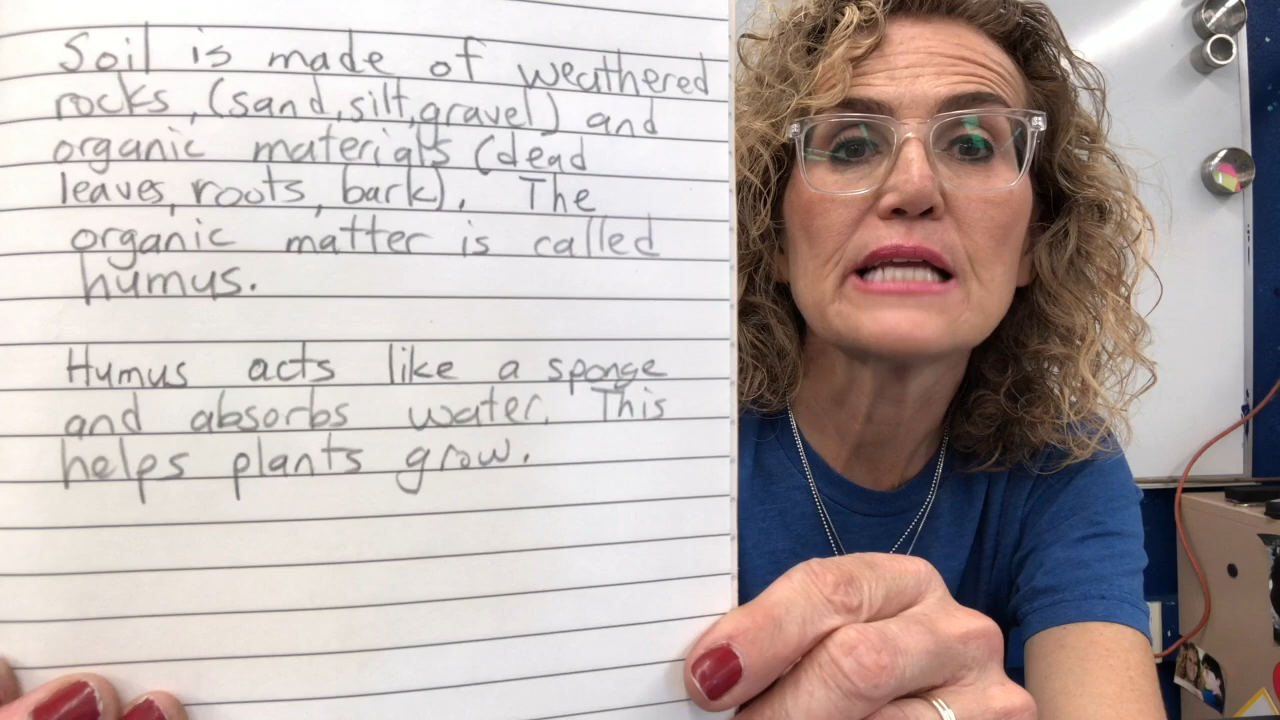 Soil is made of weathered
rocks, (sand, silt, gravel) and
organic materials (dead
leaves, roots, bark). The
organic matter is called
humus.
Humus acts like a sponge
and absorbs water. This
helps plants grow.